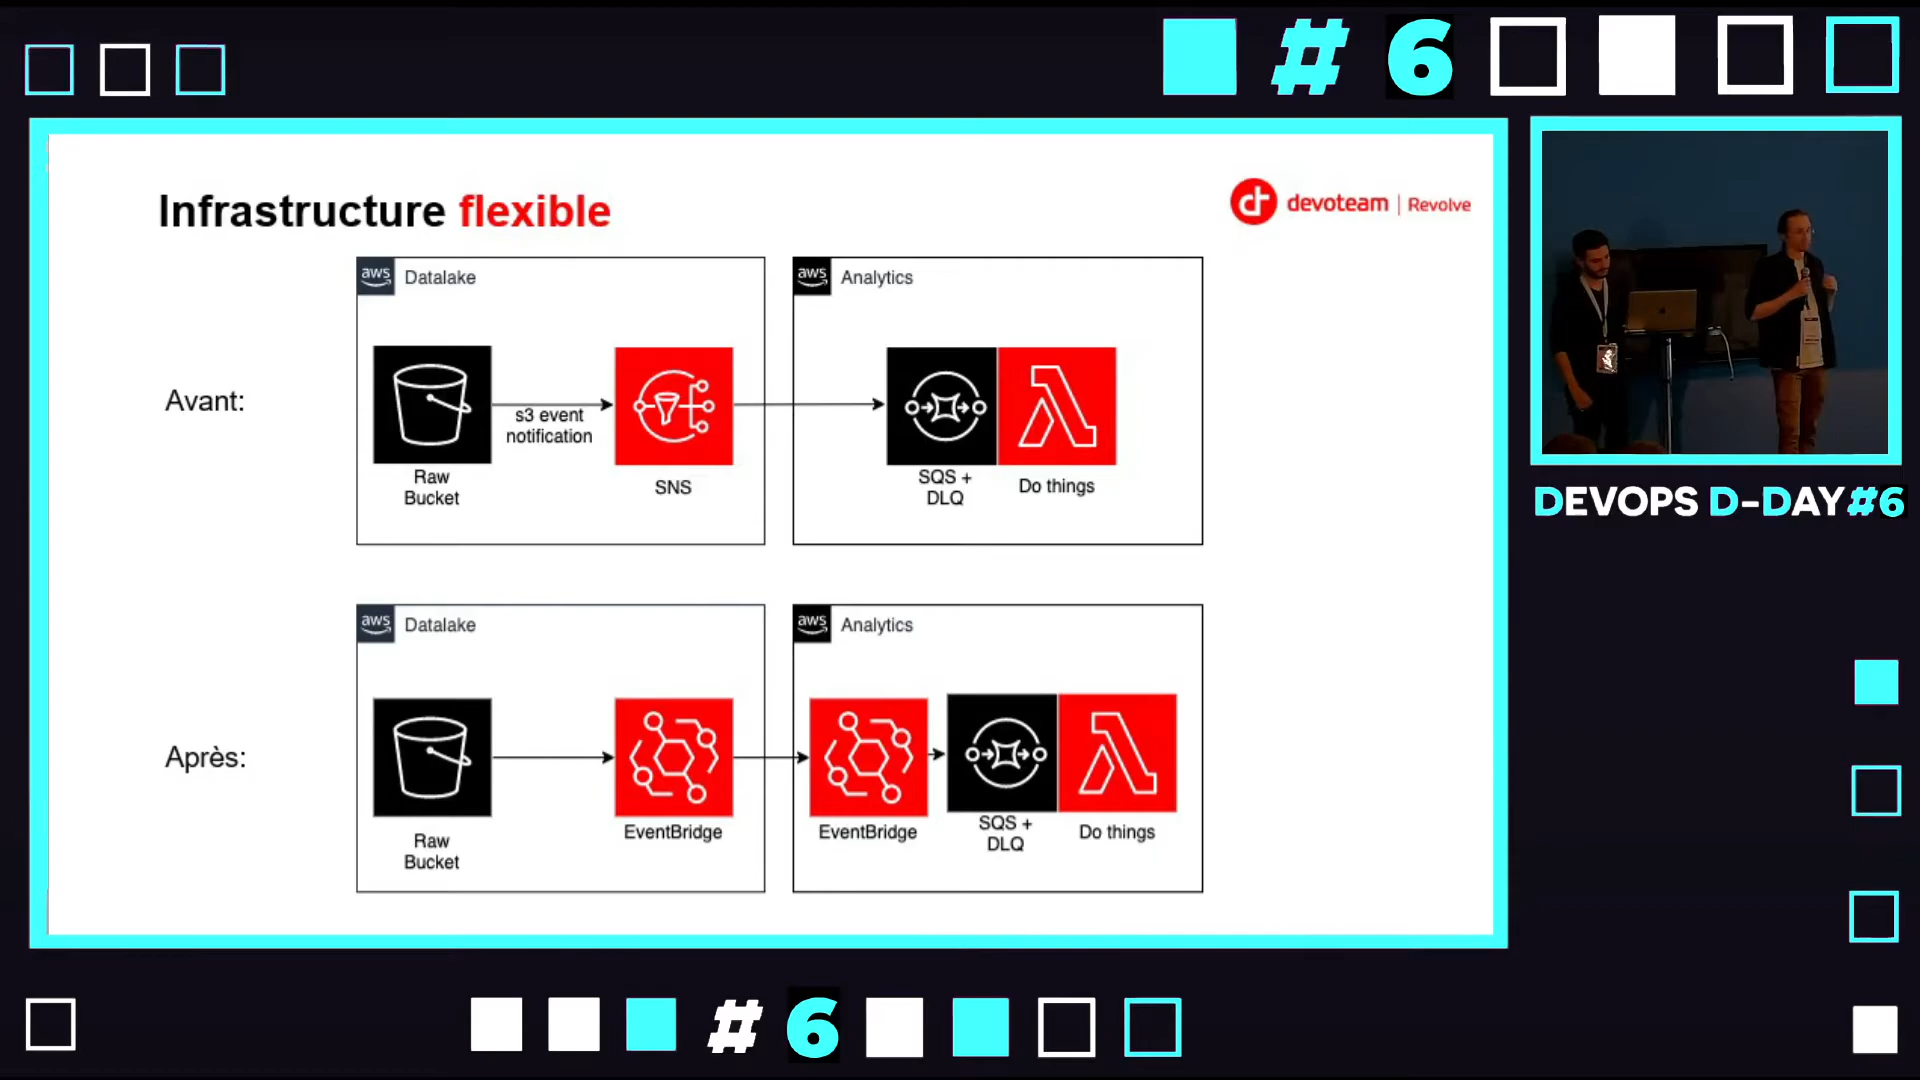 # 6
Infrastructure flexible
devoteam | Revolve
aws Datalake
aws Analytics
Avant:
s3 event
notification
Raw
Bucket
SNS
SQS +
DLQ
Do things
DEVOPS D-DAY#6
aws Datalake
aws Analytics
Après:
Raw
Bucket
EventBridge
EventBridge
SQS +
DLQ
Do things
# 6